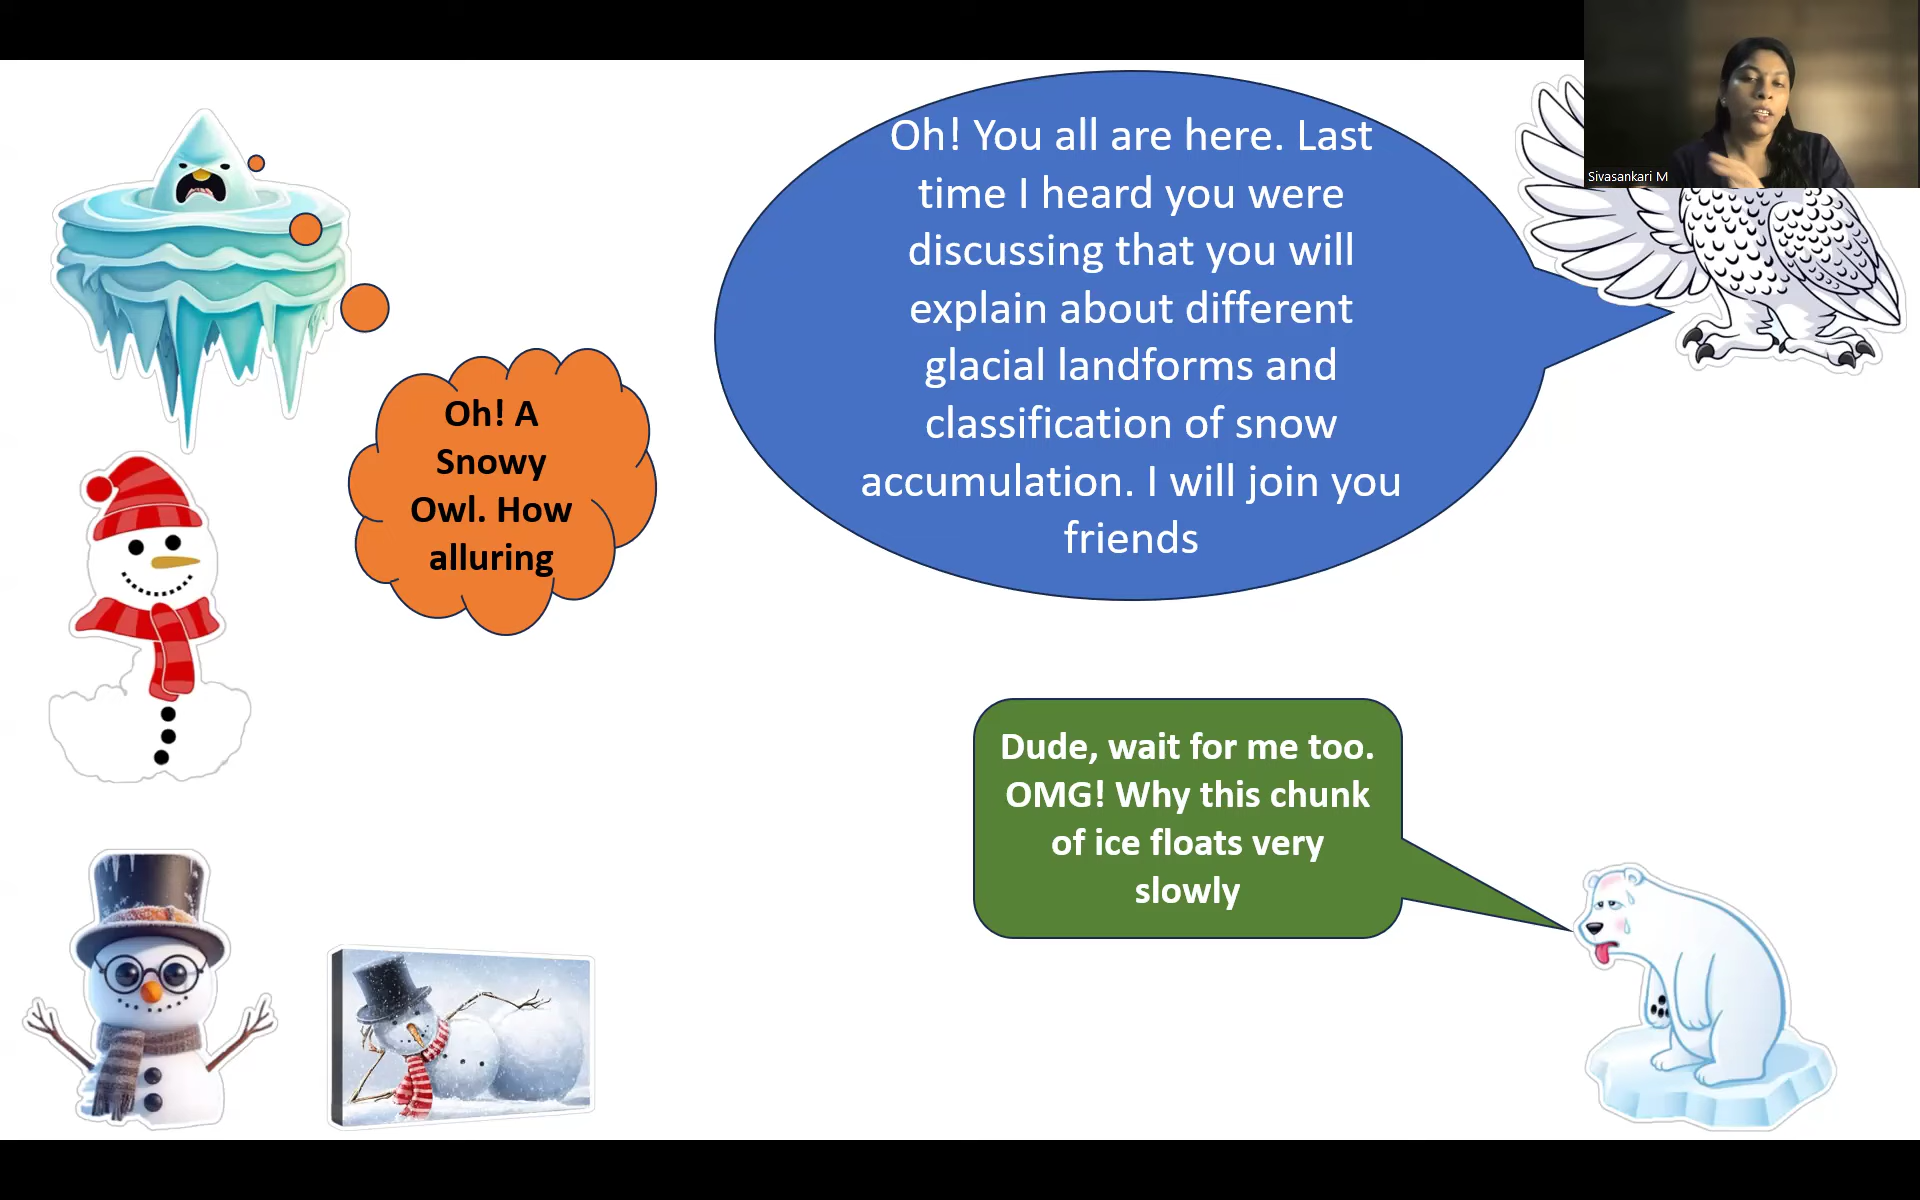 Oh! You all are here. Last
time I heard you were
discussing that you will
explain about different
glacial landforms and
classification of snow
accumulation. I will join you
friends
Sivasankari M
Oh! A
Snowy
Owl. How
alluring
Dude, wait for me too.
OMG! Why this chunk
of ice floats very
slowly